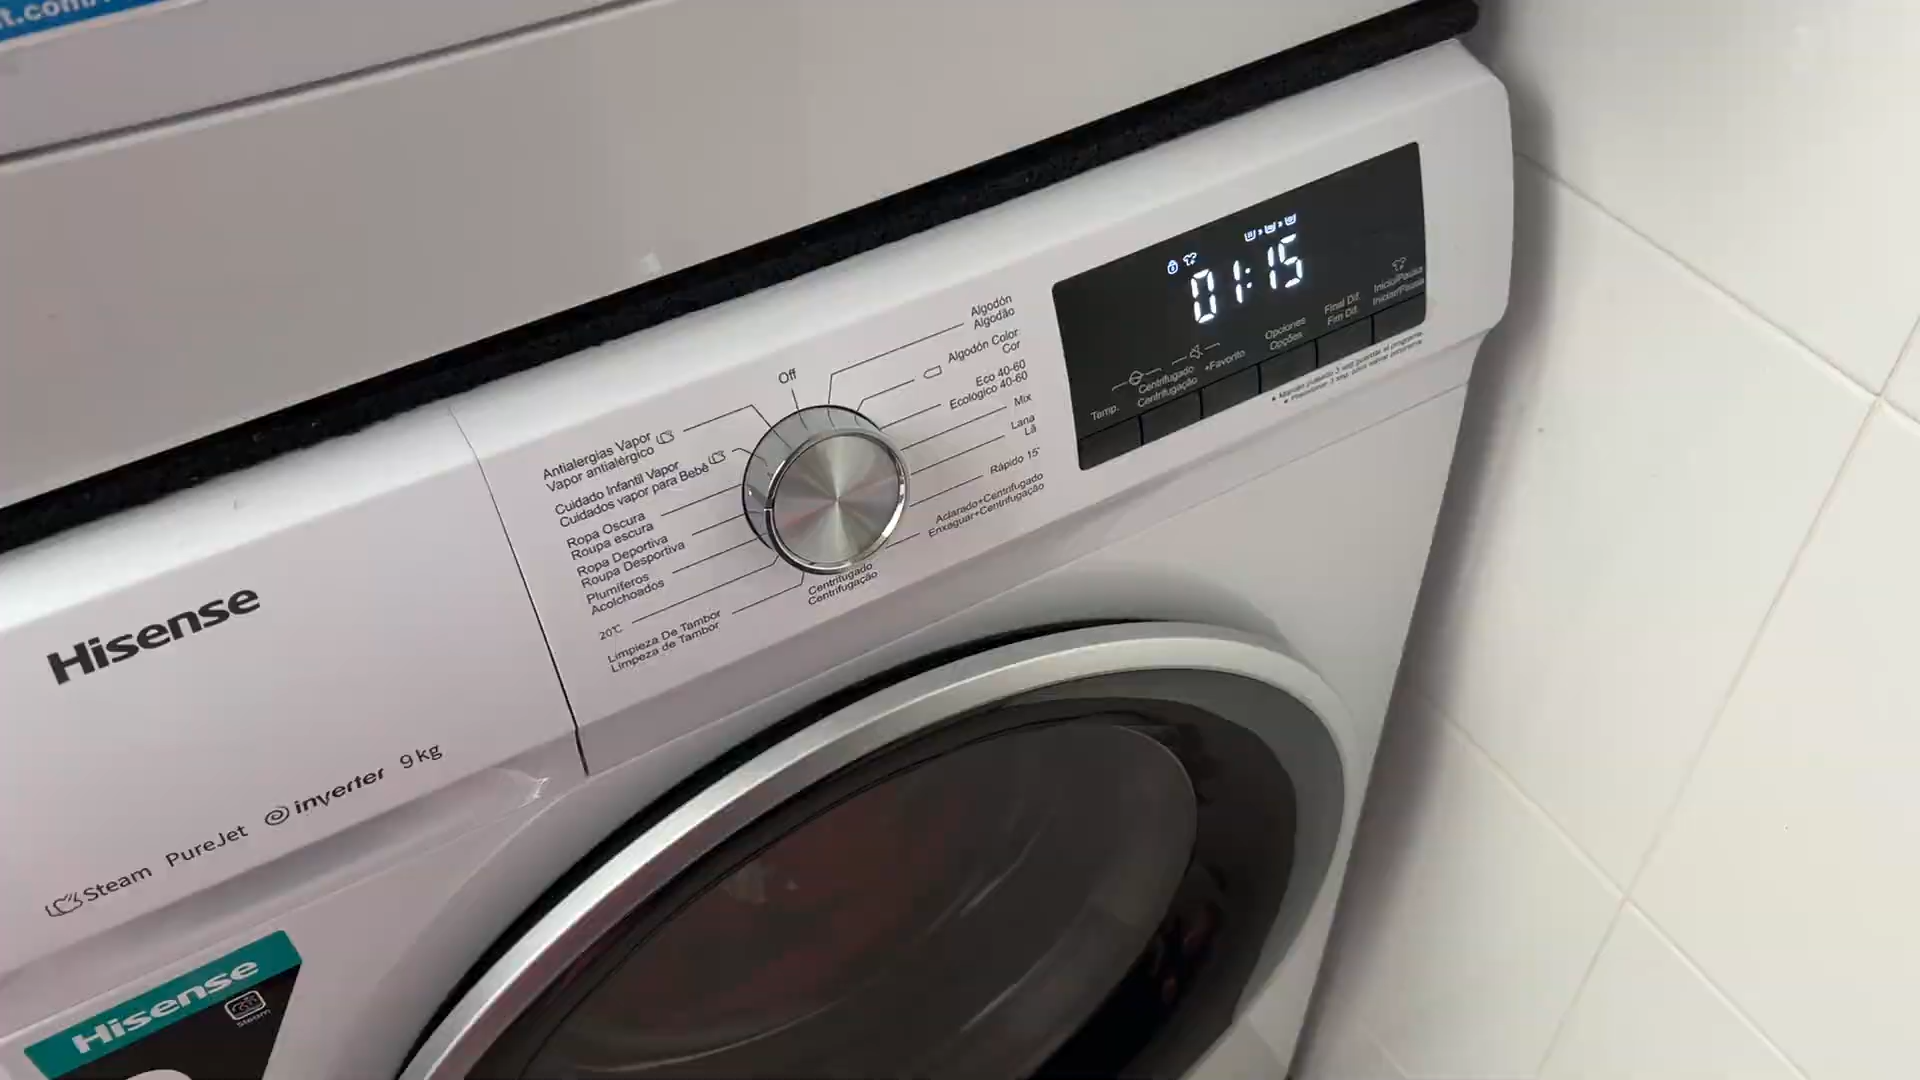 t.com/
Off
Algodón
Algodão
Algodón Color
Cor
Eco 40-60
Ecológico 40-60
Mix
Lana
Lã
Rápido 15'
Aclarado+Centrifugado
Enxaguar+Centrifugação
Centrifugado
Centrifugação
Antialergias Vapor
Vapor antialérgico
Cuidado Infantil Vapor
Cuidados vapor para Bebé
Ropa Oscura
Roupa escura
Ropa Deportiva
Roupa Desportiva
Plumíferos
Acolchoados
20℃
Limpieza De Tambor
Limpeza de Tambor
01:15
Temp.
Centrifugado
Centrifugação
+Favorito
Opciones
Opções
Final Dif.
Fim Dif.
Inicio/Pausa
Iniciar/Pausa
Hisense
Steam PureJet inverter 9kg
Hisense
Steam